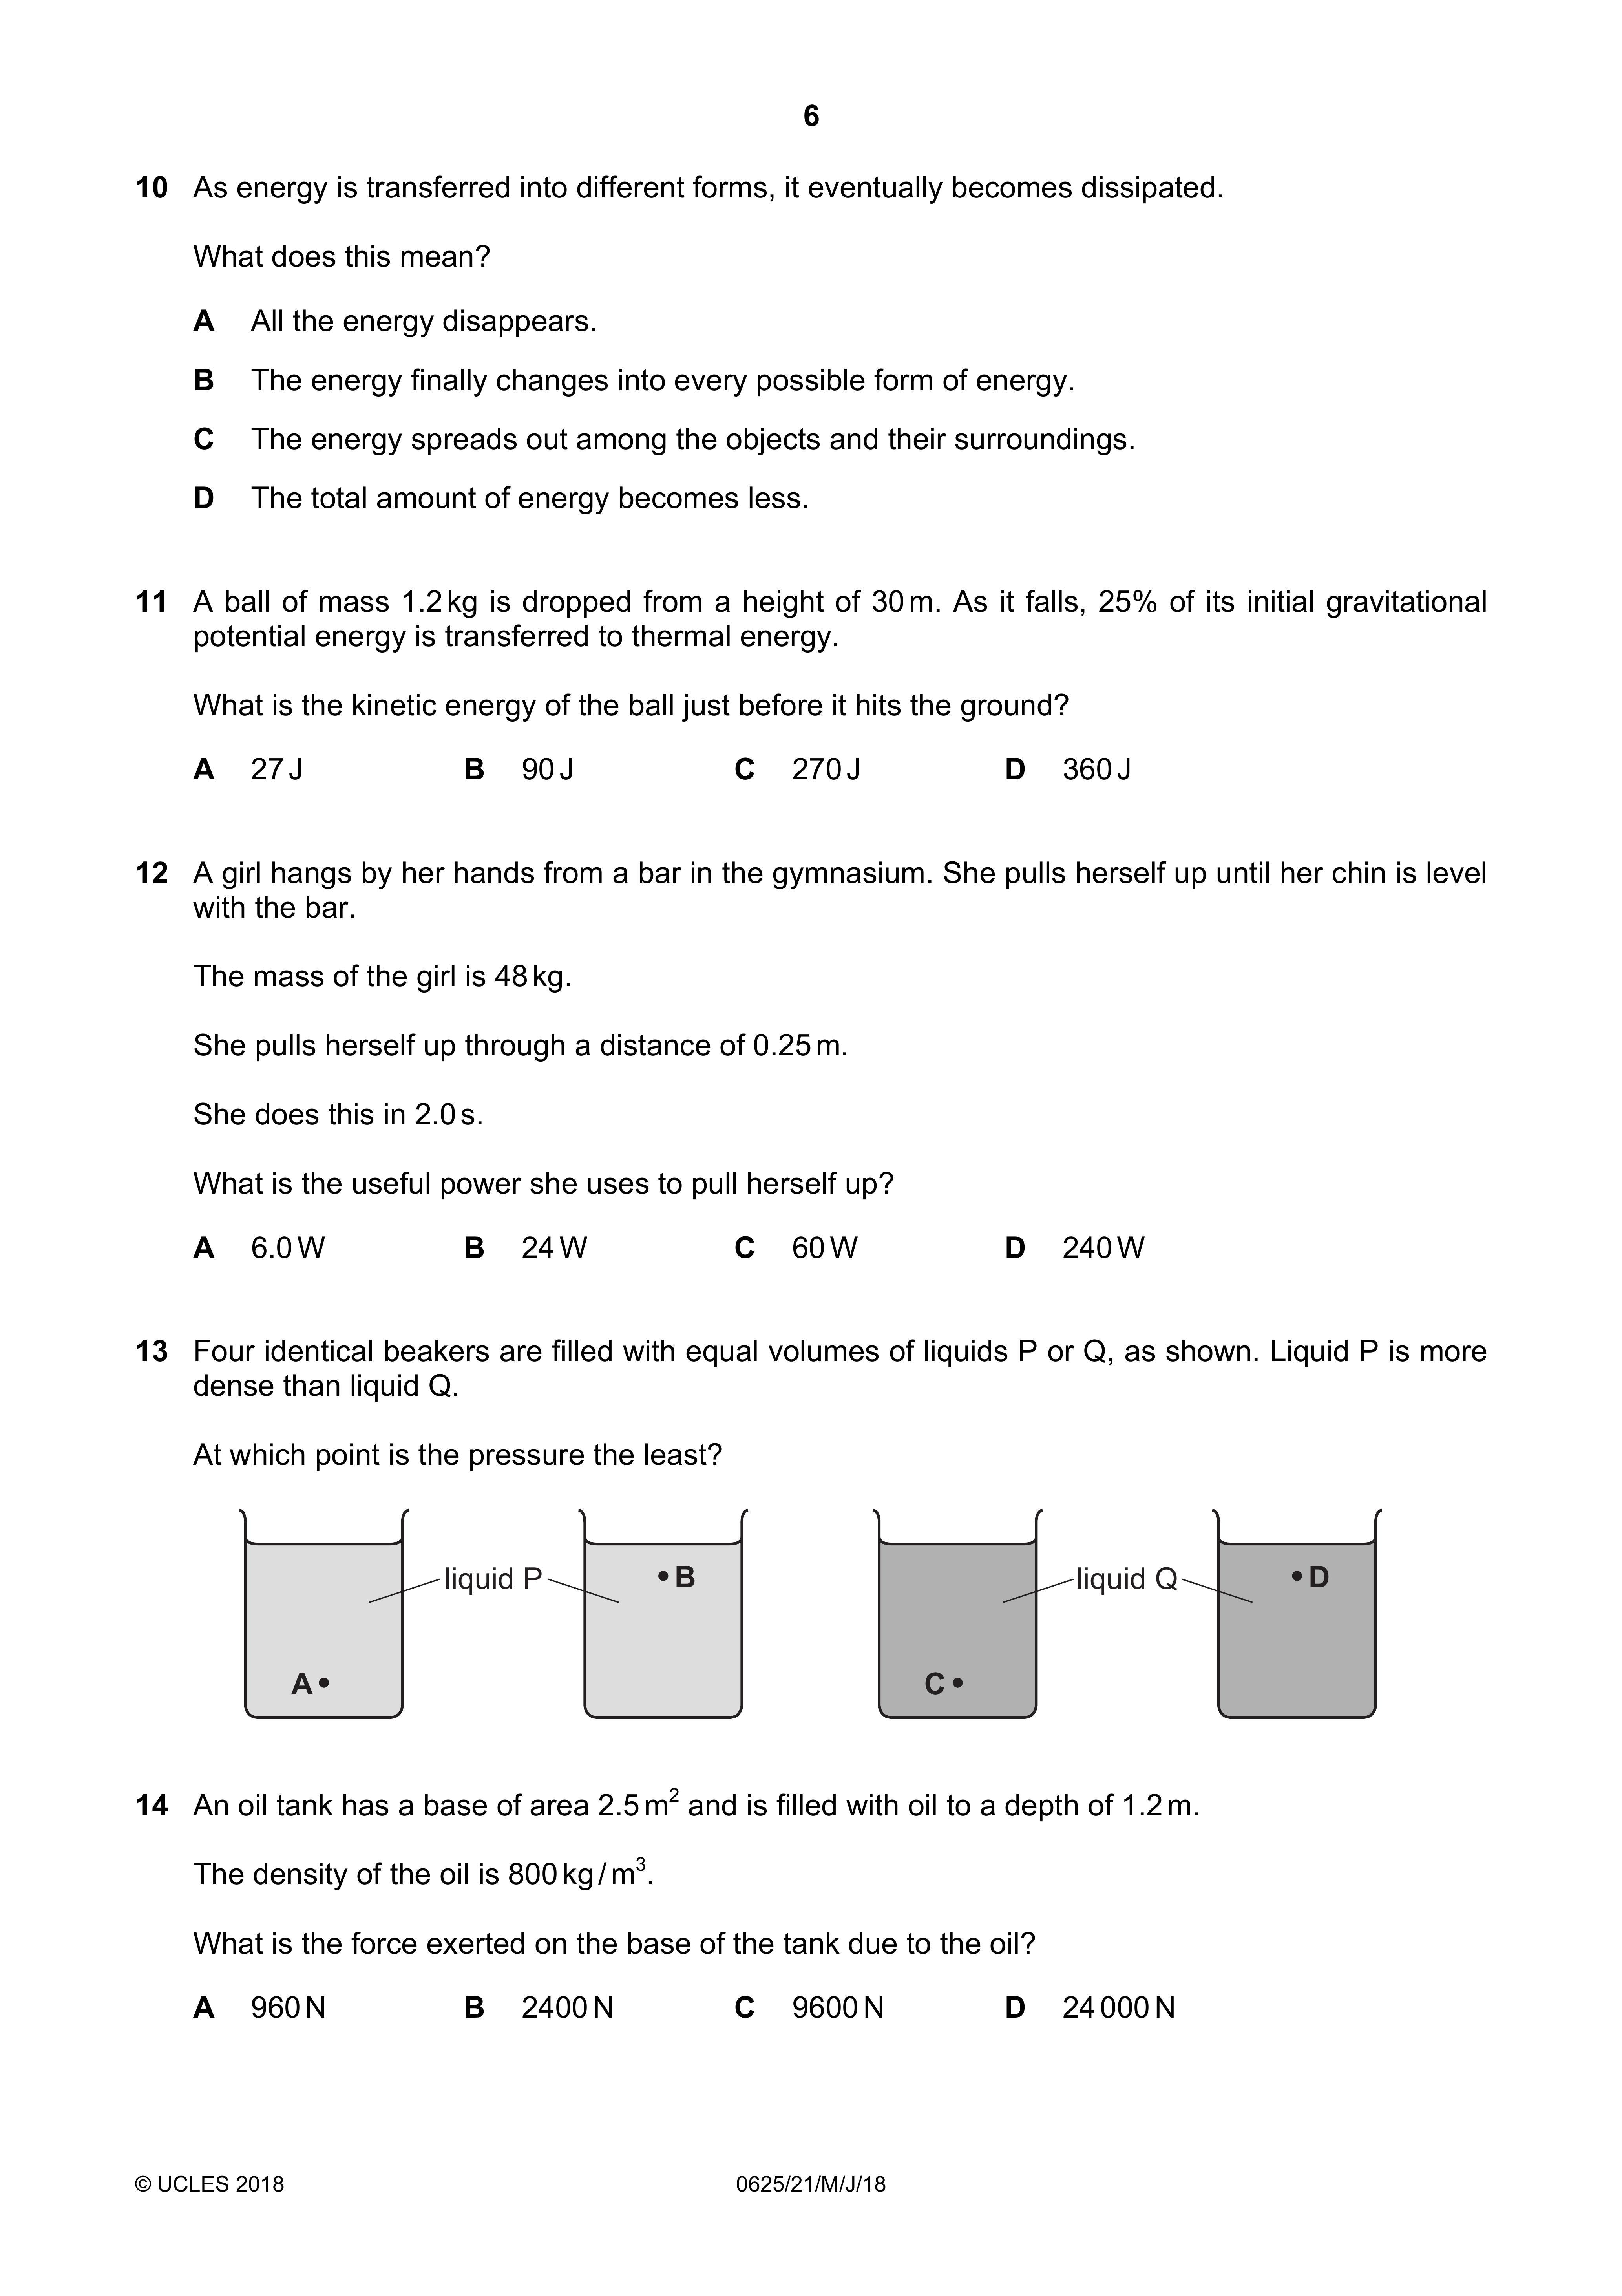 6
10 As energy is transferred into different forms, it eventually becomes dissipated.
What does this mean?
A All the energy disappears.
B The energy finally changes into every possible form of energy.
C The energy spreads out among the objects and their surroundings.
D The total amount of energy becomes less.
11 A ball of mass 1.2 kg is dropped from a height of 30 m. As it falls, 25% of its initial gravitational
potential energy is transferred to thermal energy.
What is the kinetic energy of the ball just before it hits the ground?
A 27 J B 90 J C 270 J D 360 J
12 A girl hangs by her hands from a bar in the gymnasium. She pulls herself up until her chin is level
with the bar.
The mass of the girl is 48 kg.
She pulls herself up through a distance of 0.25 m.
She does this in 2.0 s.
What is the useful power she uses to pull herself up?
A 6.0 W B 24 W C 60 W D 240 W
13 Four identical beakers are filled with equal volumes of liquids P or Q, as shown. Liquid P is more
dense than liquid Q.
At which point is the pressure the least?
liquid P B liquid Q D
A C
14 An oil tank has a base of area 2.5 m² and is filled with oil to a depth of 1.2 m.
The density of the oil is 800 kg / m³.
What is the force exerted on the base of the tank due to the oil?
A 960 N B 2400 N C 9600 N D 24 000 N
© UCLES 2018 0625/21/M/J/18